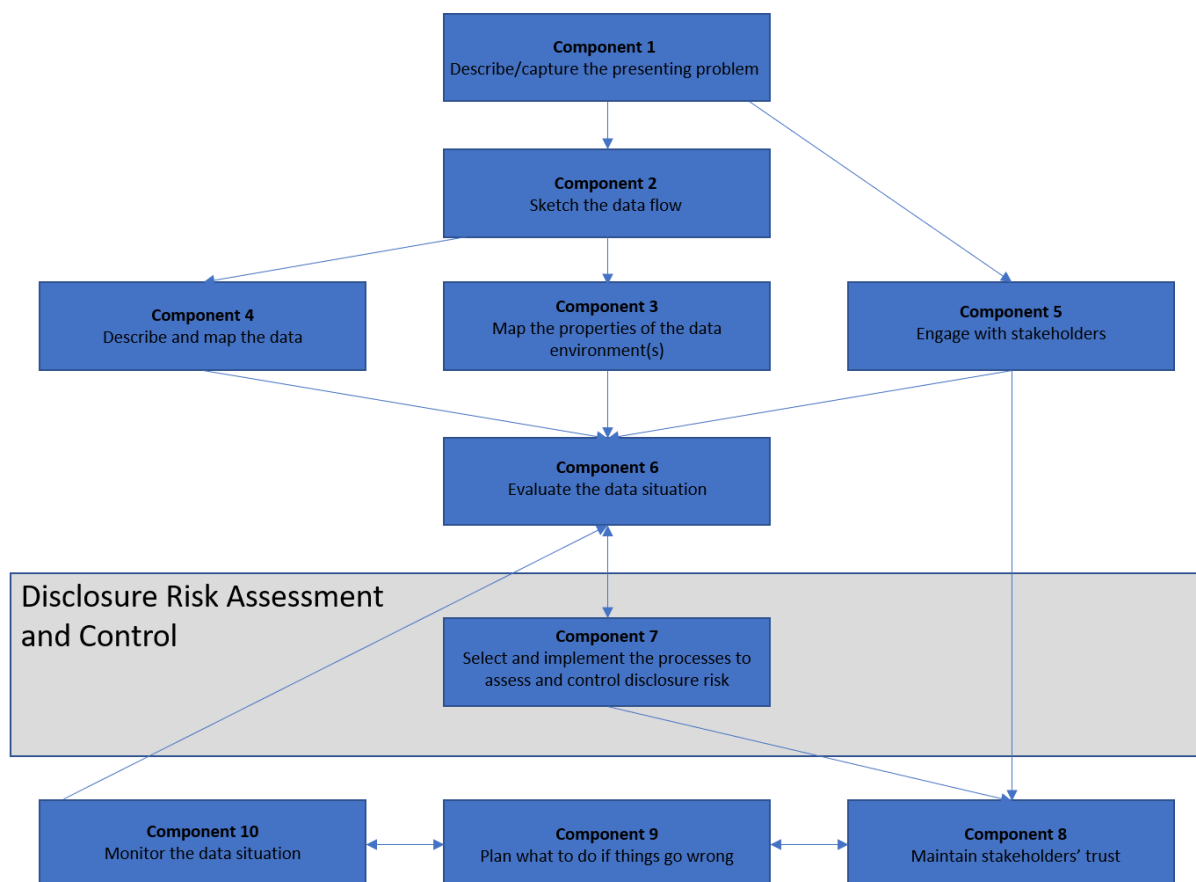 Component 1
Describe/capture the presenting problem
Component 2
Sketch the data flow
Component 4
Describe and map the data
Component 3
Map the properties of the data
environment(s)
Component 5
Engage with stakeholders
Component 6
Evaluate the data situation
Disclosure Risk Assessment
and Control
Component 7
Select and implement the processes to
assess and control disclosure risk
Component 10
Monitor the data situation
Component 9
Plan what to do if things go wrong
Component 8
Maintain stakeholders’ trust